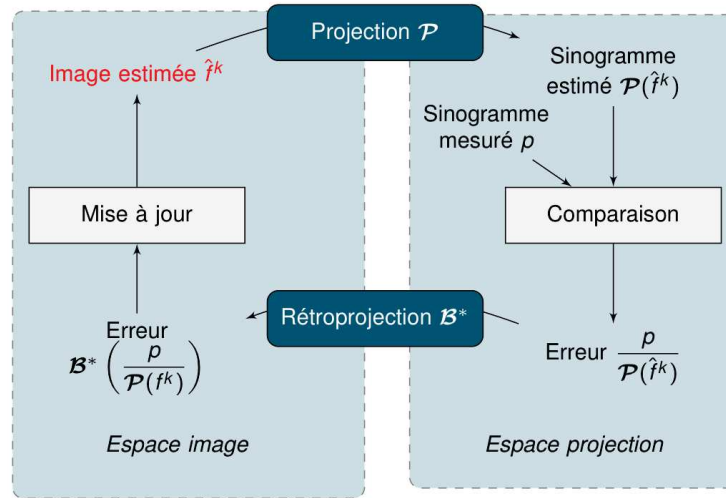 Projection 𝓟
Image estimée f̂ᵏ
Sinogramme
estimé 𝓟(f̂ᵏ)
Sinogramme
mesuré p
Mise à jour
Comparaison
Rétroprojection 𝓑*
Erreur
𝓑* ( p / 𝓟(fᵏ) )
Erreur p / 𝓟(f̂ᵏ)
Espace image
Espace projection